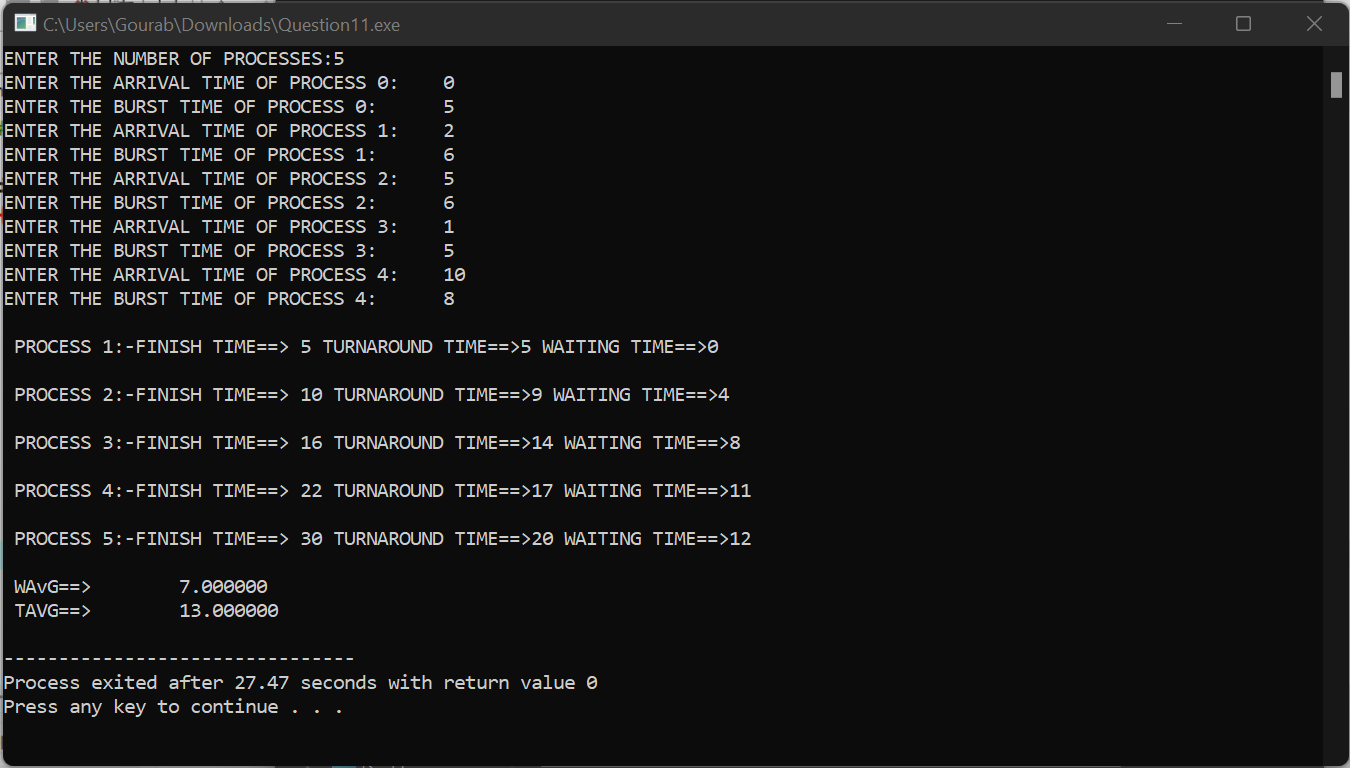 C:\Users\Gourab\Downloads\Question11.exe
ENTER THE NUMBER OF PROCESSES:5
ENTER THE ARRIVAL TIME OF PROCESS 0: 0
ENTER THE BURST TIME OF PROCESS 0: 5
ENTER THE ARRIVAL TIME OF PROCESS 1: 2
ENTER THE BURST TIME OF PROCESS 1: 6
ENTER THE ARRIVAL TIME OF PROCESS 2: 5
ENTER THE BURST TIME OF PROCESS 2: 6
ENTER THE ARRIVAL TIME OF PROCESS 3: 1
ENTER THE BURST TIME OF PROCESS 3: 5
ENTER THE ARRIVAL TIME OF PROCESS 4: 10
ENTER THE BURST TIME OF PROCESS 4: 8
PROCESS 1:-FINISH TIME==> 5 TURNAROUND TIME==>5 WAITING TIME==>0
PROCESS 2:-FINISH TIME==> 10 TURNAROUND TIME==>9 WAITING TIME==>4
PROCESS 3:-FINISH TIME==> 16 TURNAROUND TIME==>14 WAITING TIME==>8
PROCESS 4:-FINISH TIME==> 22 TURNAROUND TIME==>17 WAITING TIME==>11
PROCESS 5:-FINISH TIME==> 30 TURNAROUND TIME==>20 WAITING TIME==>12
WAvG==> 7.000000
TAVG==> 13.000000
--------------------------------
Process exited after 27.47 seconds with return value 0
Press any key to continue . . .